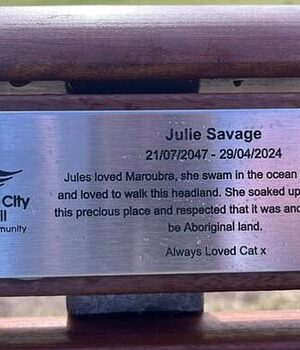 Julie Savage
21/07/2047 - 29/04/2024
City
Jules loved Maroubra, she swam in the ocean
and loved to walk this headland. She soaked up
this precious place and respected that it was and
be Aboriginal land.
Always Loved Cat x